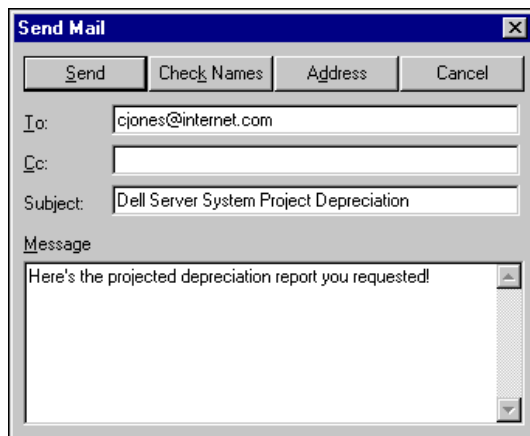 Send Mail
Send Check Names Address Cancel
To: cjones@internet.com
Cc:
Subject: Dell Server System Project Depreciation
Message
Here's the projected depreciation report you requested!